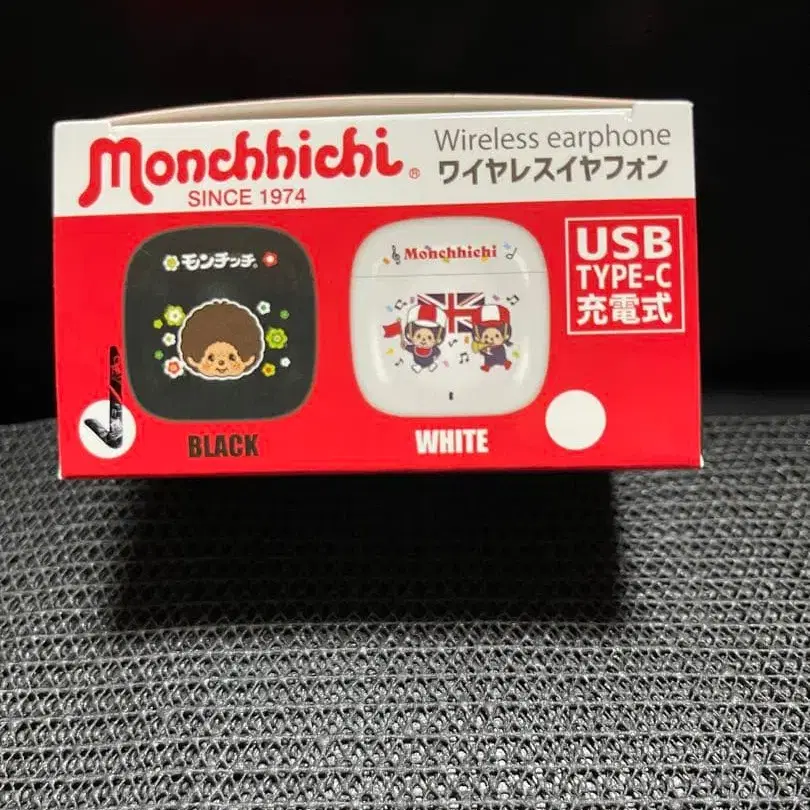 Monchhichi®
SINCE 1974
Wireless earphone
ワイヤレスイヤフォン
モンチッチ®
Monchhichi
USB
TYPE-C
充電式
BLACK
WHITE